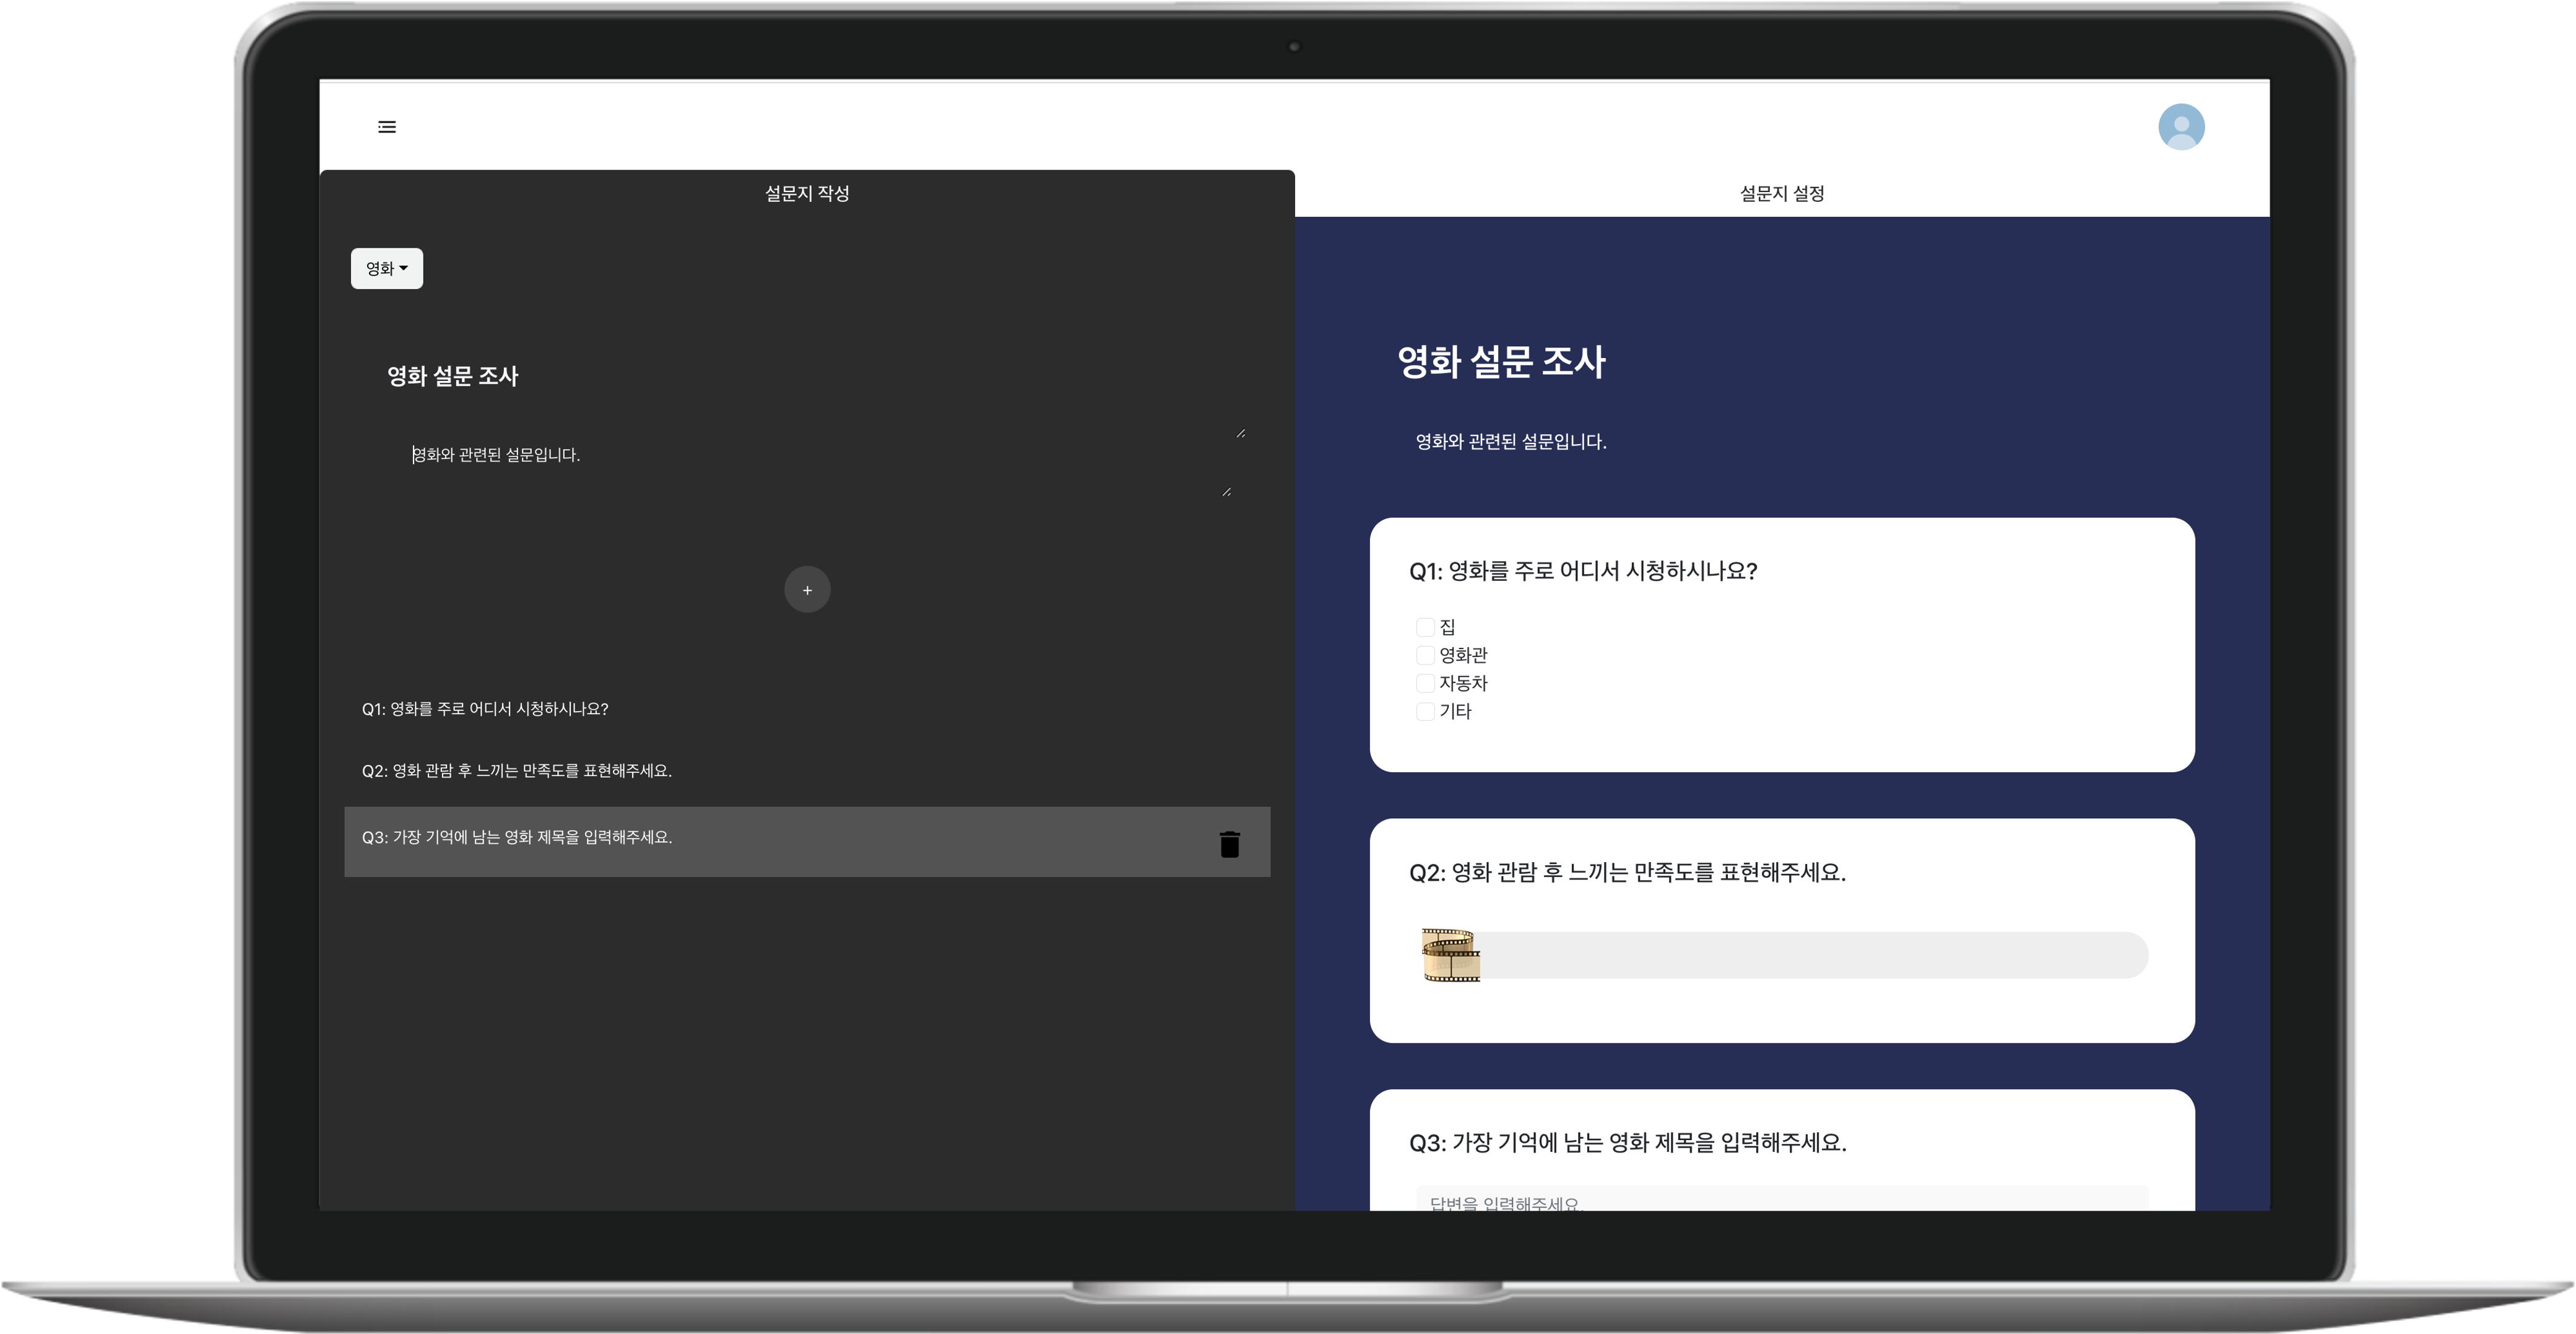 설문지 작성
설문지 설정
영화
영화 설문 조사
영화와 관련된 설문입니다.
+
Q1: 영화를 주로 어디서 시청하시나요?
Q2: 영화 관람 후 느끼는 만족도를 표현해주세요.
Q3: 가장 기억에 남는 영화 제목을 입력해주세요.
영화 설문 조사
영화와 관련된 설문입니다.
Q1: 영화를 주로 어디서 시청하시나요?
집
영화관
자동차
기타
Q2: 영화 관람 후 느끼는 만족도를 표현해주세요.
Q3: 가장 기억에 남는 영화 제목을 입력해주세요.
답변을 입력해주세요.